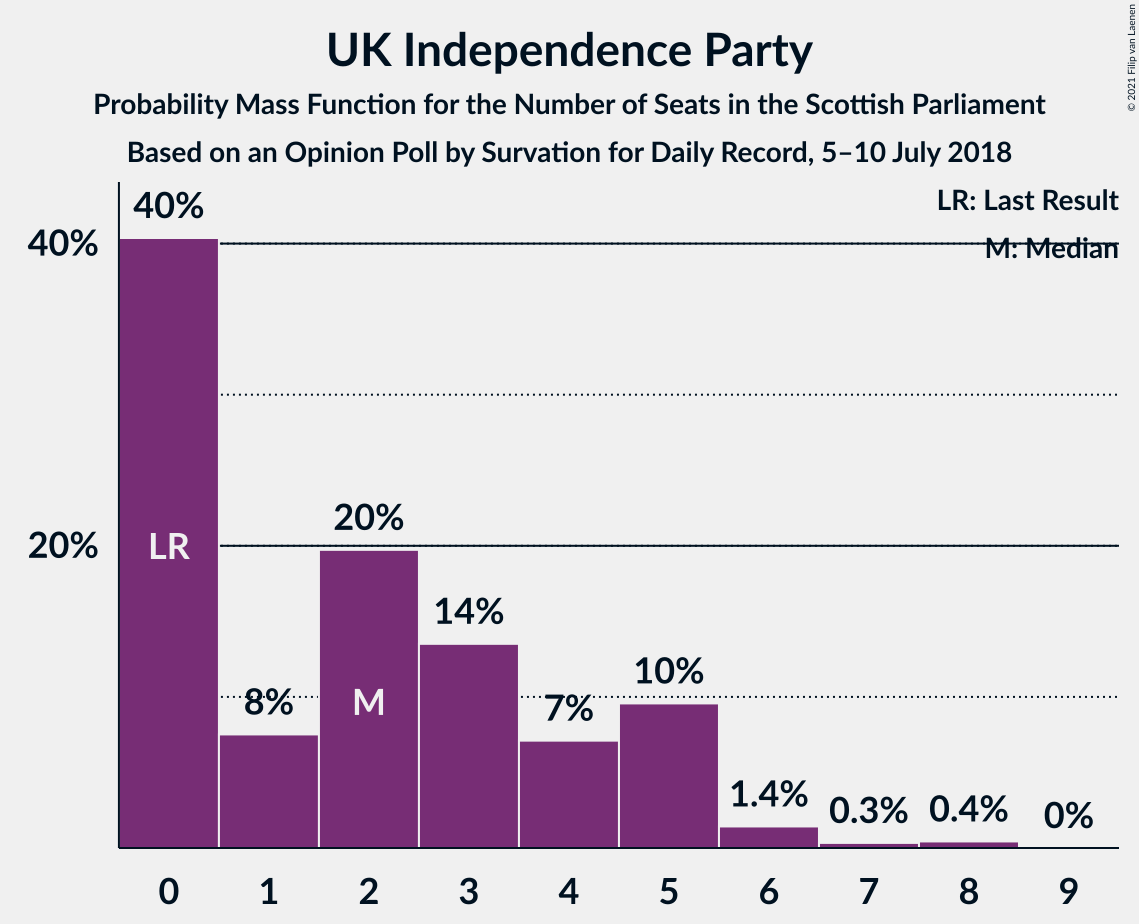 UK Independence Party
Probability Mass Function for the Number of Seats in the Scottish Parliament
Based on an Opinion Poll by Survation for Daily Record, 5–10 July 2018
© 2021 Filip van Laenen
LR: Last Result
M: Median
40%
20%
40%
8%
20%
14%
7%
10%
1.4%
0.3%
0.4%
0%
LR
M
0 1 2 3 4 5 6 7 8 9